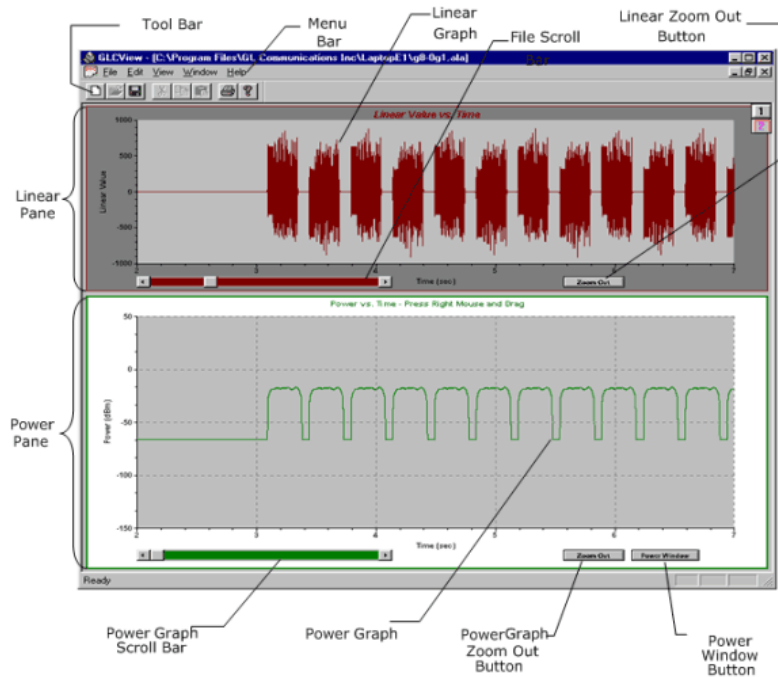 Tool Bar
Menu
Bar
Linear
Graph
File Scroll
Bar
Linear Zoom Out
Button
GLCView - [C:\Program Files\GL Communications Inc\LaptopE1\g0-0g1.ala]
File Edit View Window Help
Linear Value vs. Time
1
2
Linear
Pane
Linear Value
1000
500
0
-500
-1000
2 3 4 5 6 7
Time (sec)
Zoom Out
Power vs. Time - Press Right Mouse and Drag
Power
Pane
Power (dBm)
50
0
-50
-100
-150
2 3 4 5 6 7
Time (sec)
Zoom Out Power Window
Ready
Power Graph
Scroll Bar
Power Graph
PowerGraph
Zoom Out
Button
Power
Window
Button